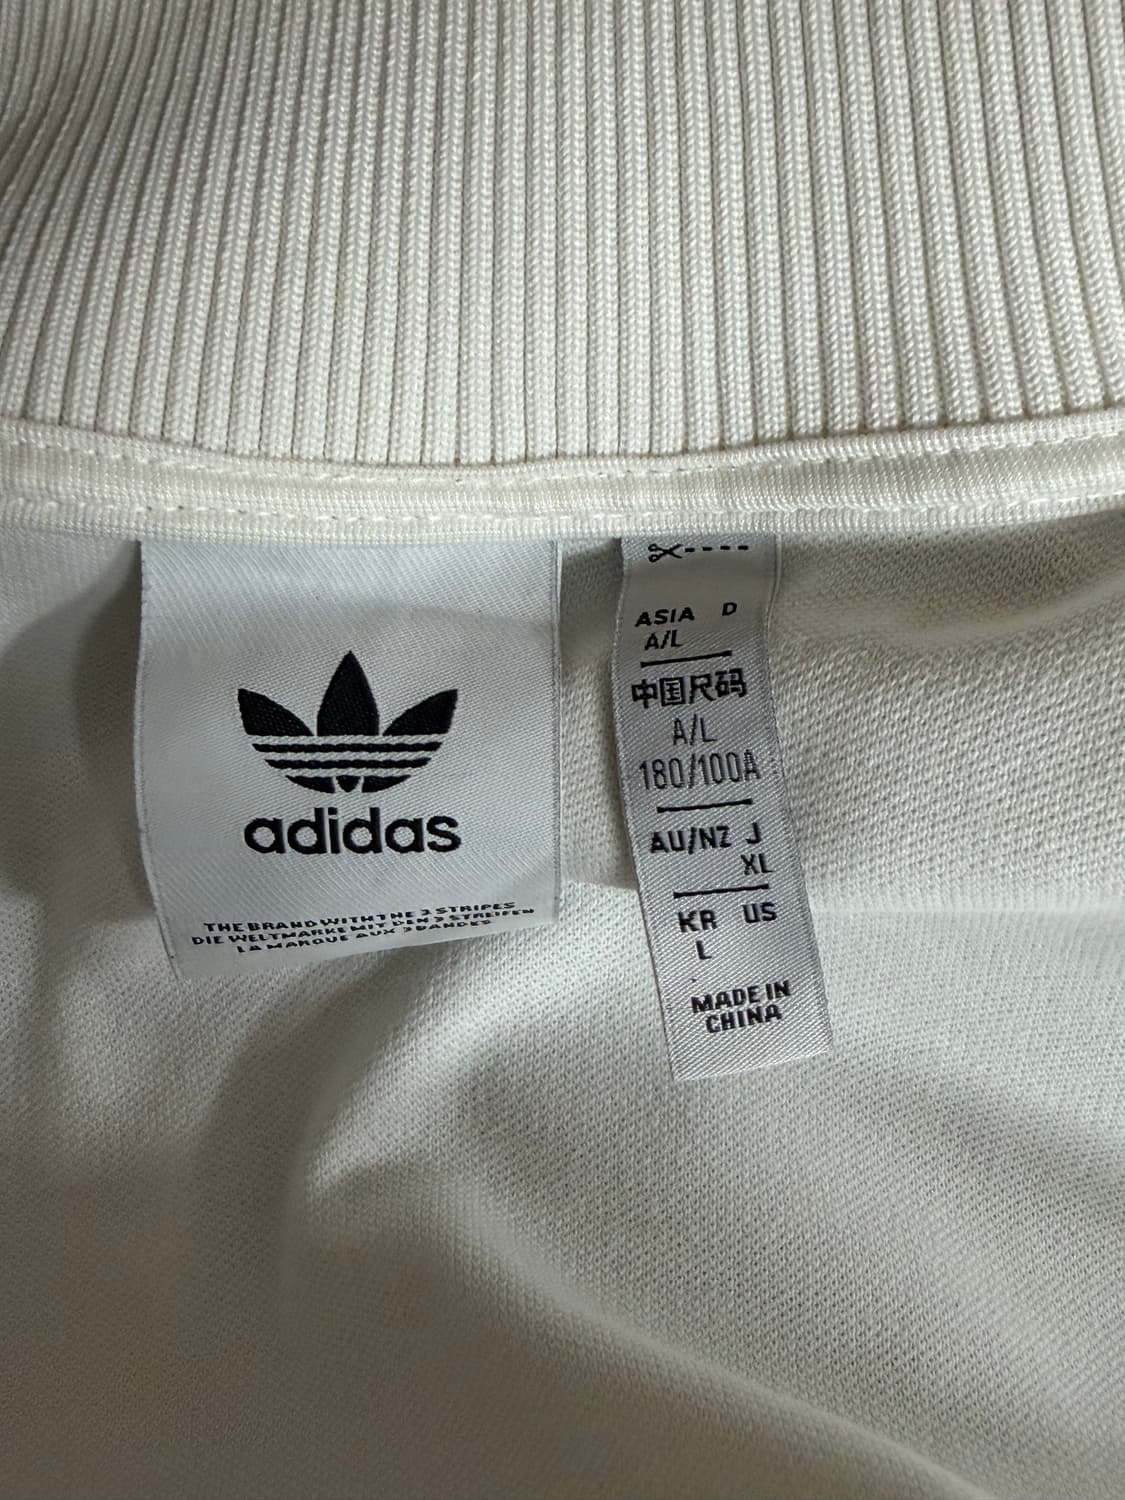 adidas
THE BRAND WITH THE 3 STRIPES
DIE WELTMARKE MIT DEN 3 STREIFEN
LA MARQUE AUX 3 BANDES
ASIA D
A/L
中国尺码
A/L
180/100A
AU/NZ J
XL
KR US
L
MADE IN
CHINA